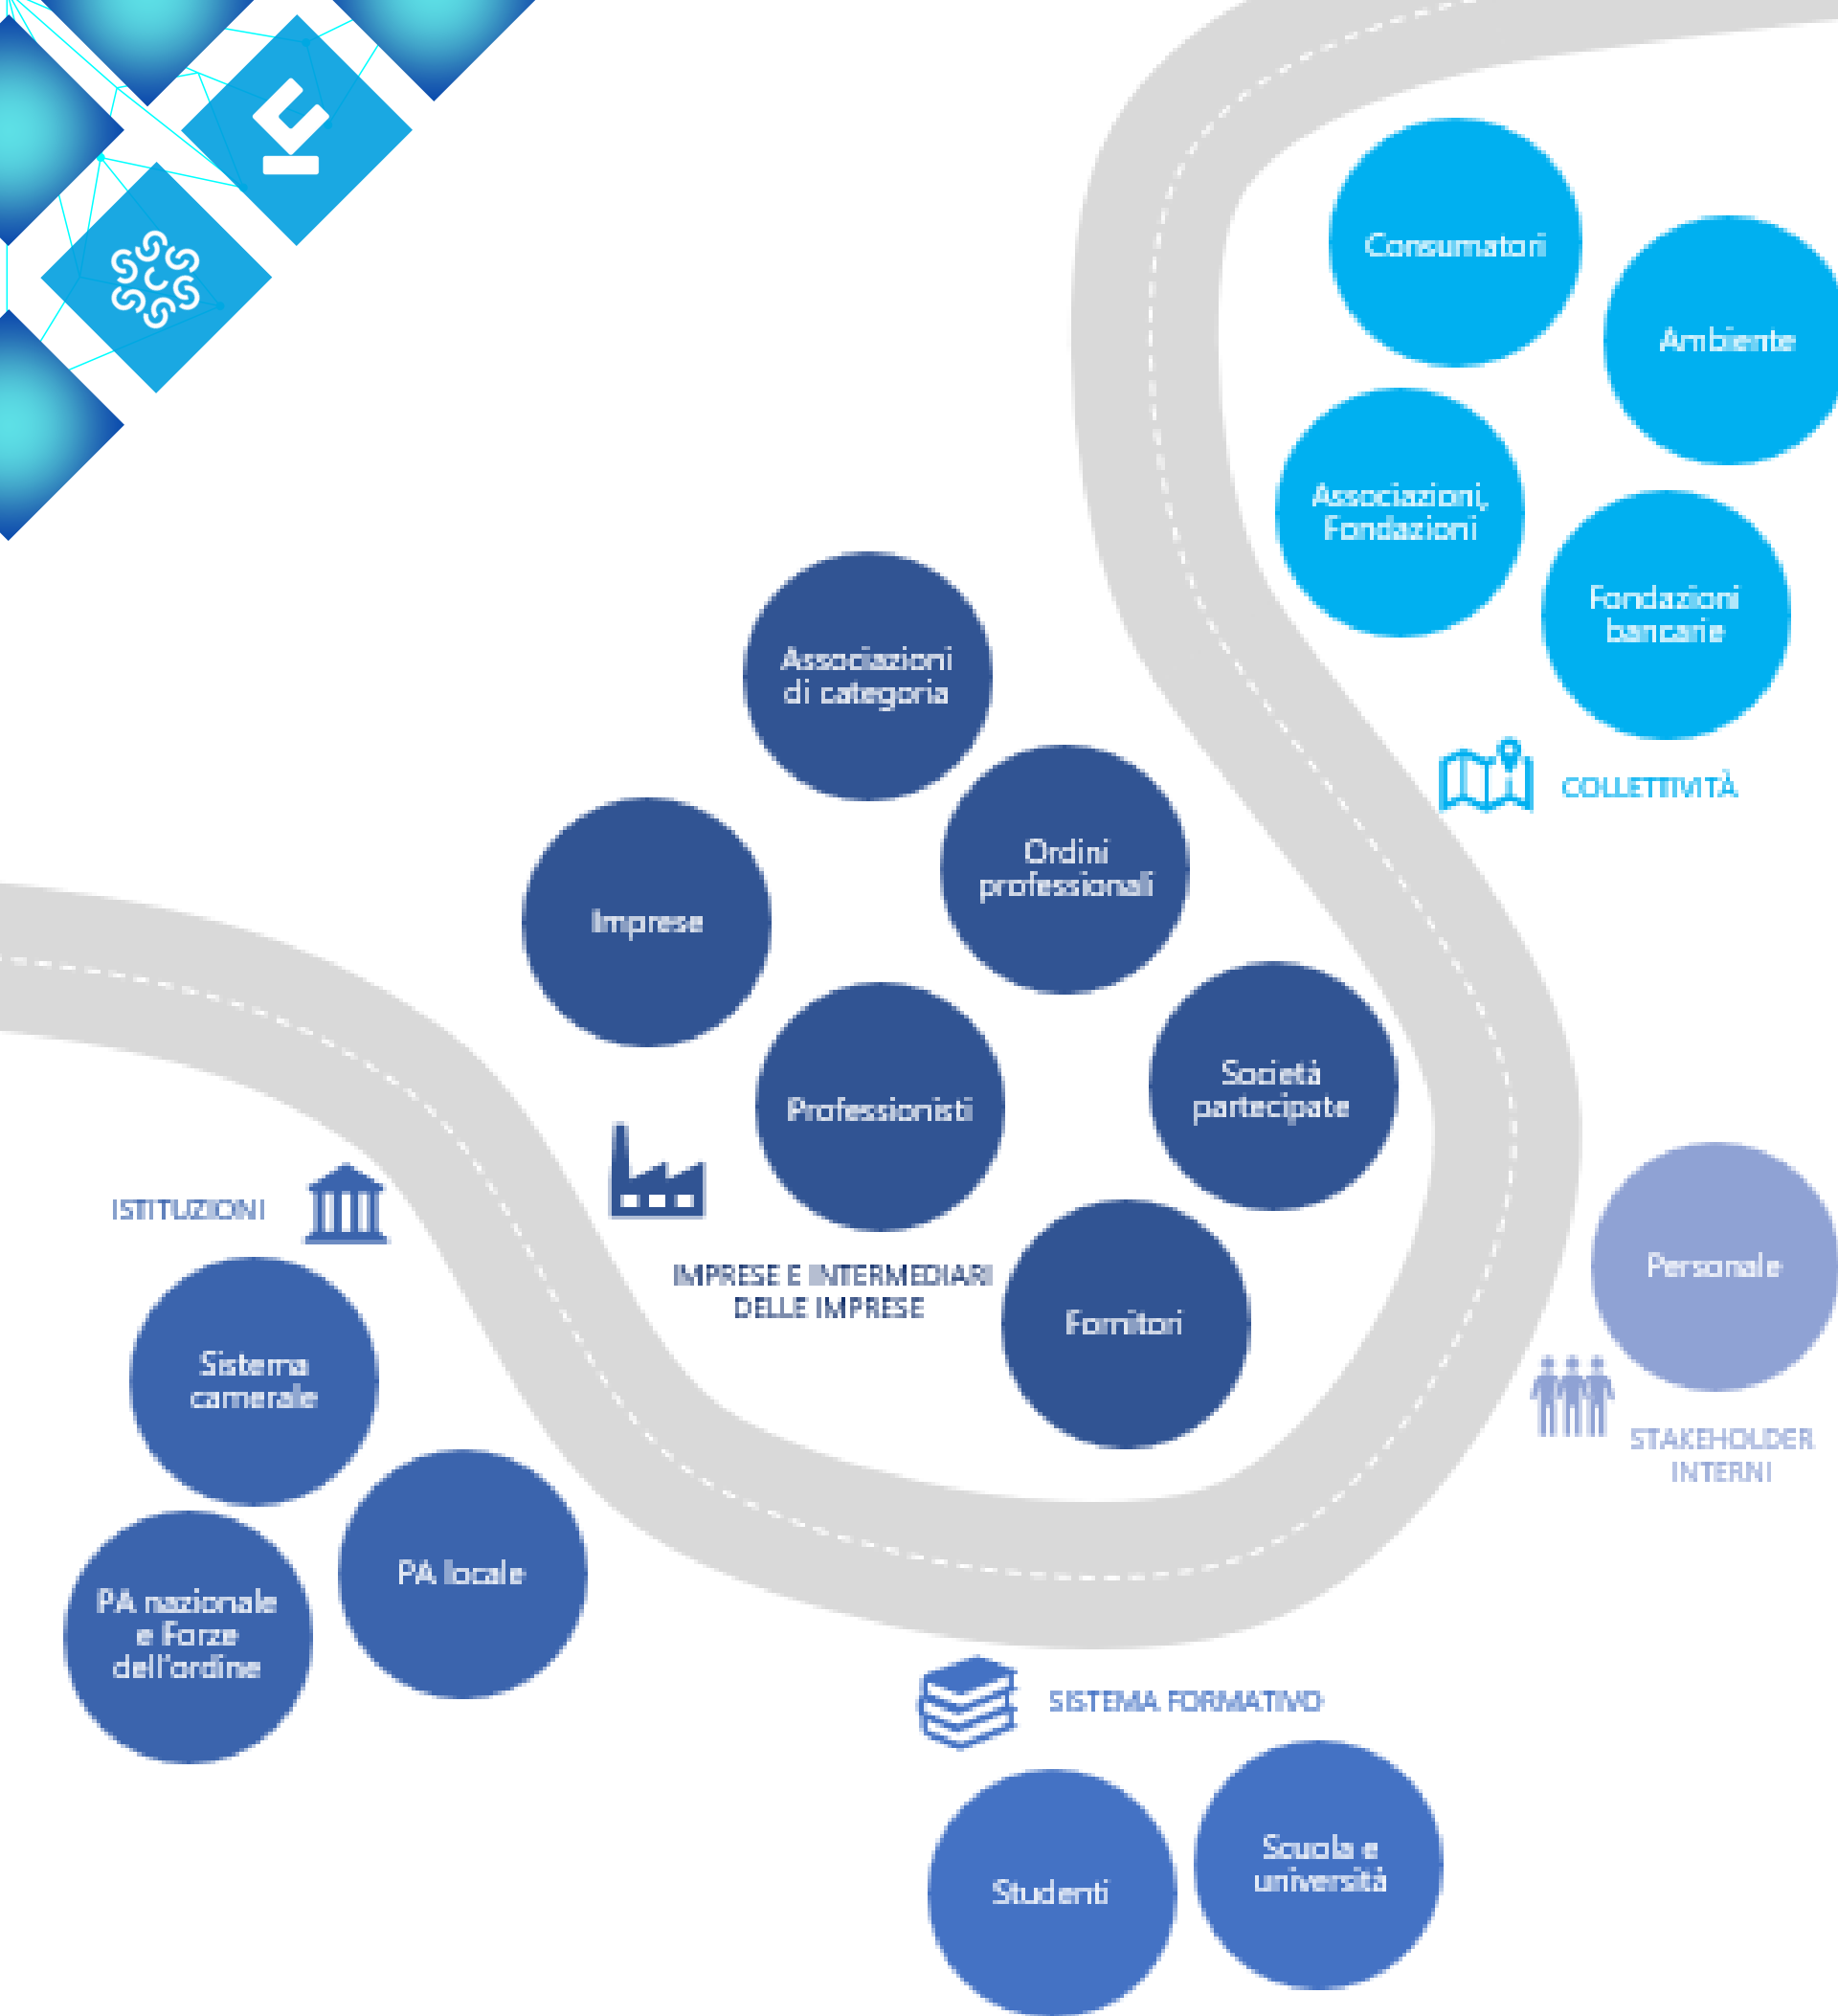 Consumatori
Ambiente
Associazioni,
Fondazioni
Fondazioni
bancarie
COLLETTIVITÀ
Associazioni
di categoria
Ordini
professionali
Imprese
Professionisti
Società
partecipate
Fornitori
IMPRESE E INTERMEDIARI
DELLE IMPRESE
ISTITUZIONI
Sistema
camerale
PA locale
PA nazionale
e Forze
dell'ordine
Personale
STAKEHOLDER
INTERNI
SISTEMA FORMATIVO
Studenti
Scuola e
università